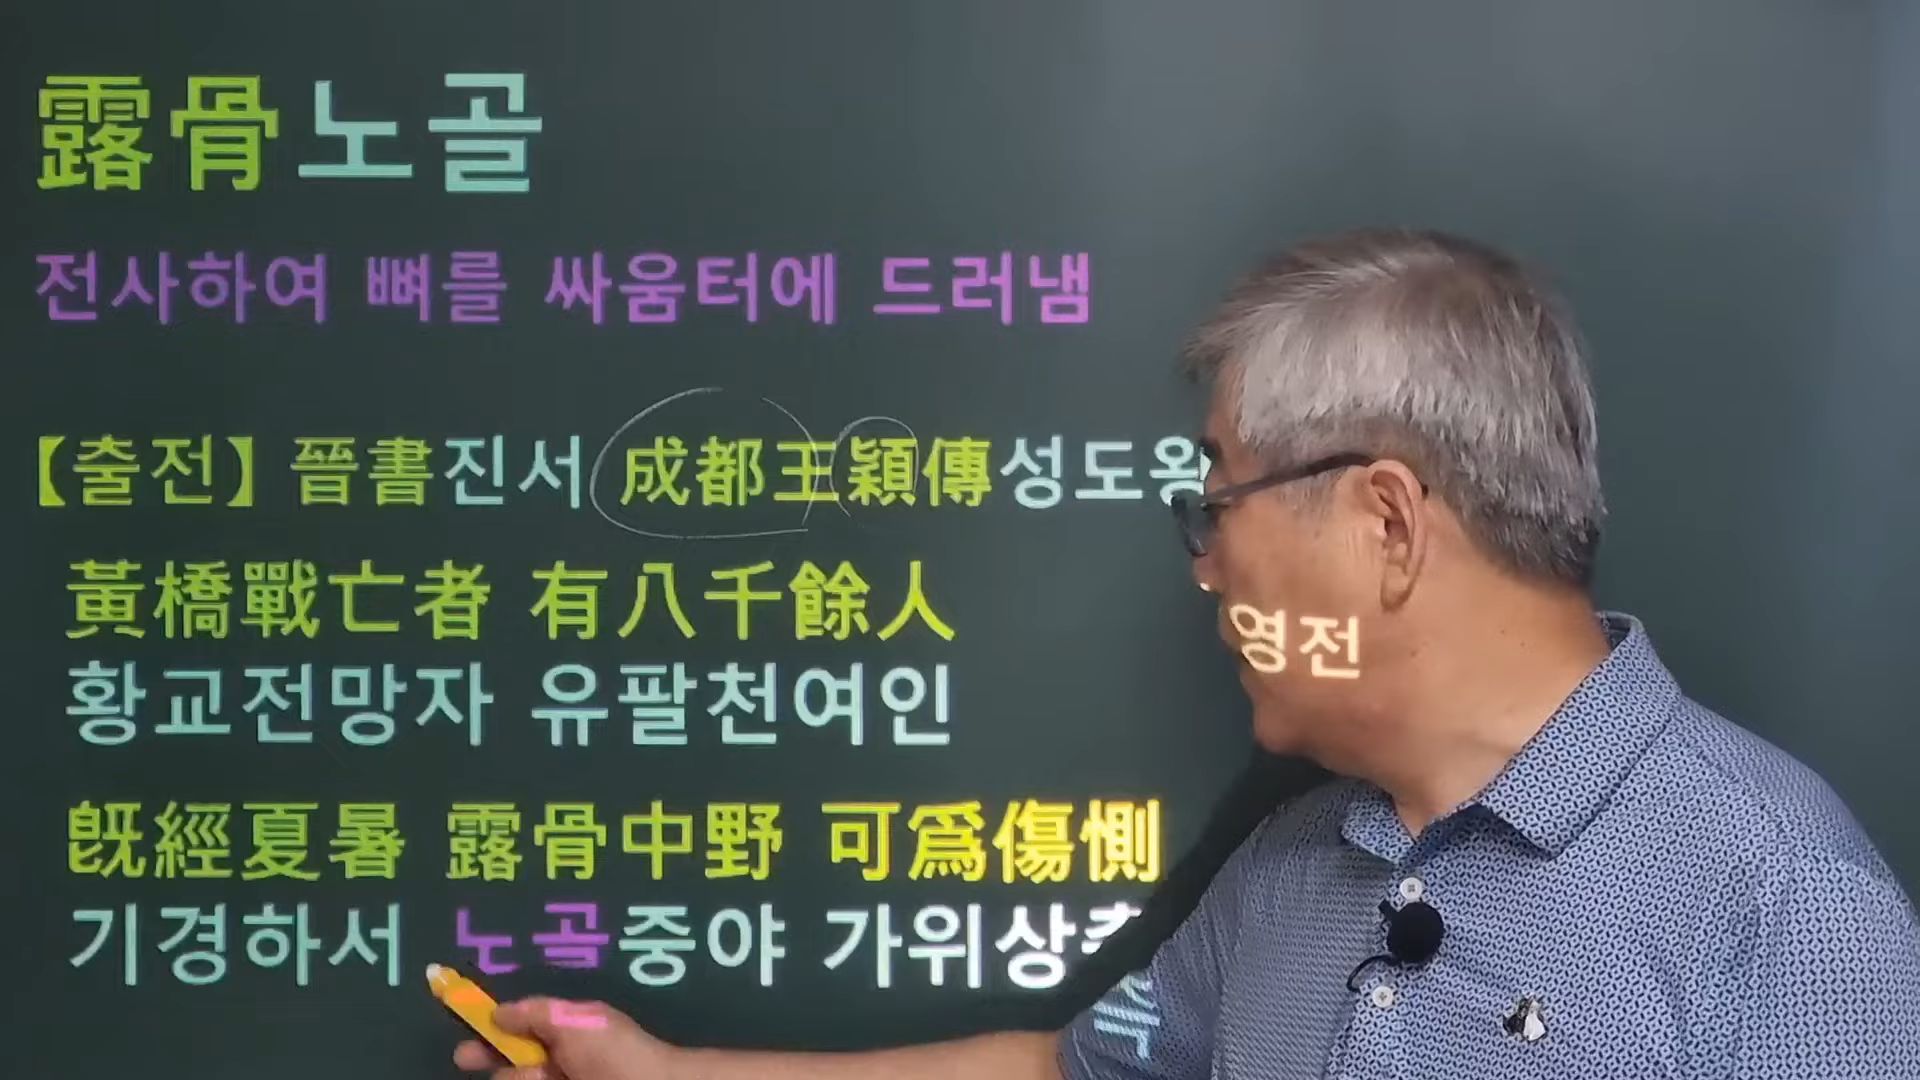 露骨노골
전사하여 뼈를 싸움터에 드러냄
【출전】 晉書진서 成都王穎傳성도왕영전
黃橋戰亡者 有八千餘人
황교전망자 유팔천여인
旣經夏暑 露骨中野 可爲傷惻
기경하서 노골중야 가위상측